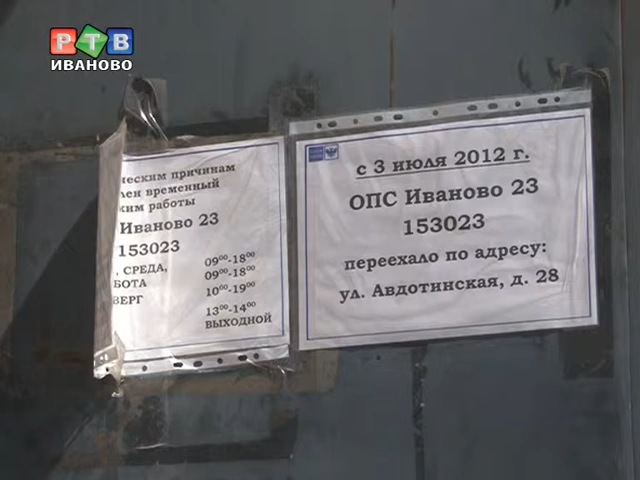 РТВ
ИВАНОВО
ческим причинам
лен временный
ким работы
Иваново 23
153023
, СРЕДА, 09⁰⁰-18⁰⁰
БОТА 09⁰⁰-18⁰⁰
ВЕРГ 10⁰⁰-19⁰⁰
13⁰⁰-14⁰⁰
ВЫХОДНОЙ
с 3 июля 2012 г.
ОПС Иваново 23
153023
переехало по адресу:
ул. Авдотинская, д. 28